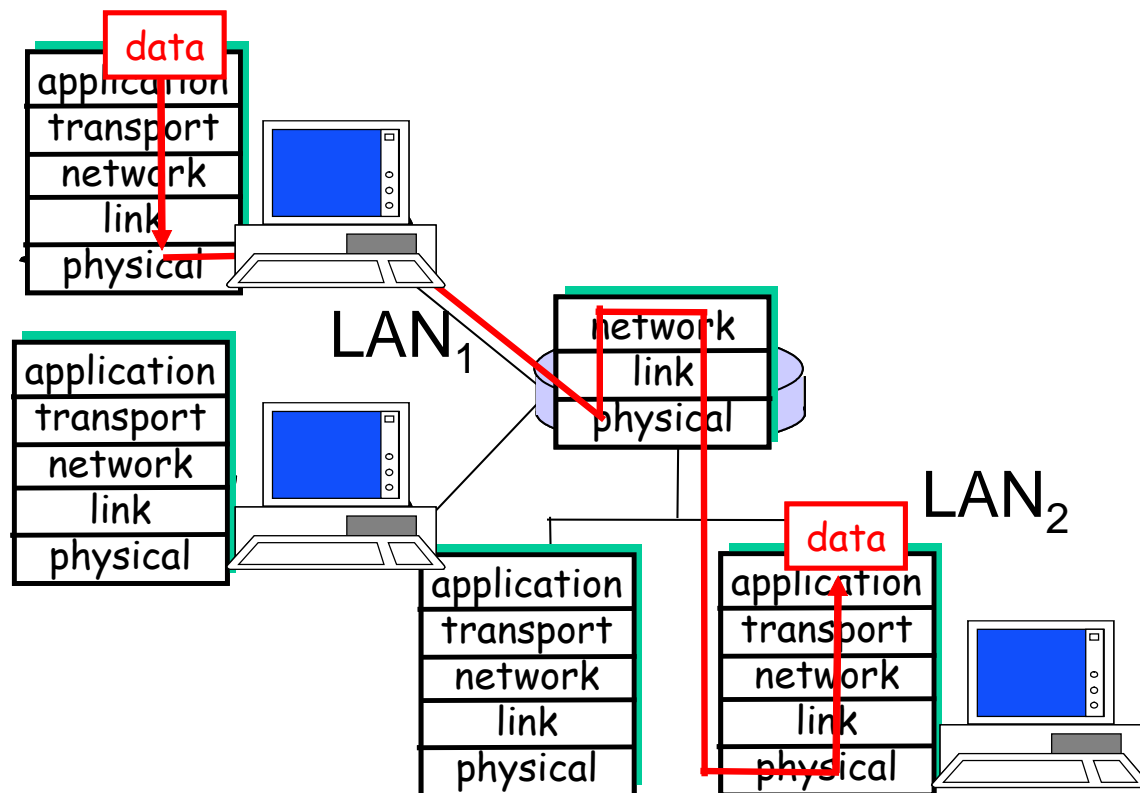 data
application
transport
network
link
physical
LAN1
network
link
physical
application
transport
network
link
physical
LAN2
data
application
transport
network
link
physical
application
transport
network
link
physical